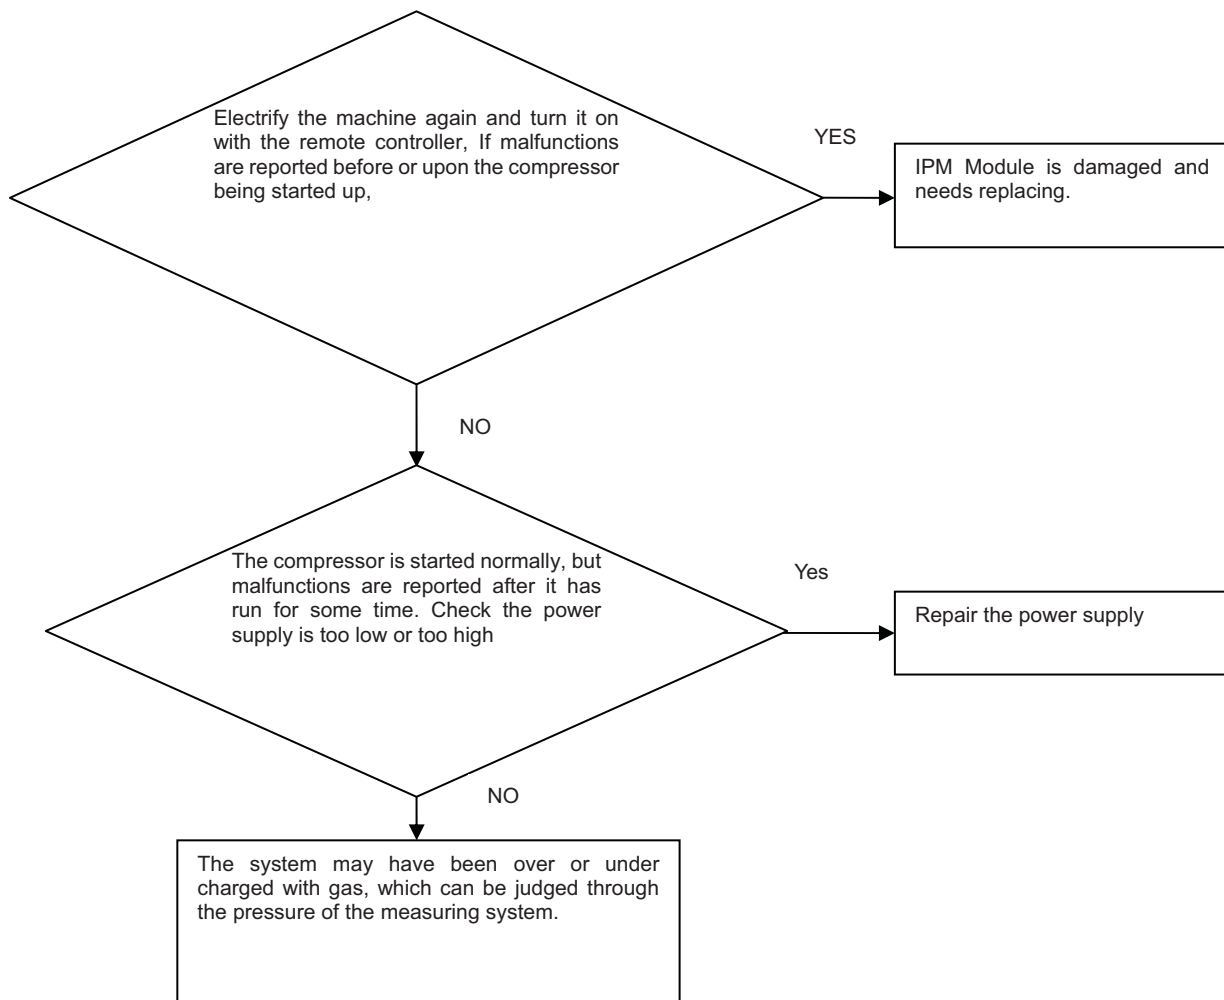 Electrify the machine again and turn it on
with the remote controller, If malfunctions
are reported before or upon the compressor
being started up,
YES
IPM Module is damaged and
needs replacing.
NO
The compressor is started normally, but
malfunctions are reported after it has
run for some time. Check the power
supply is too low or too high
Yes
Repair the power supply
NO
The system may have been over or under
charged with gas, which can be judged through
the pressure of the measuring system.